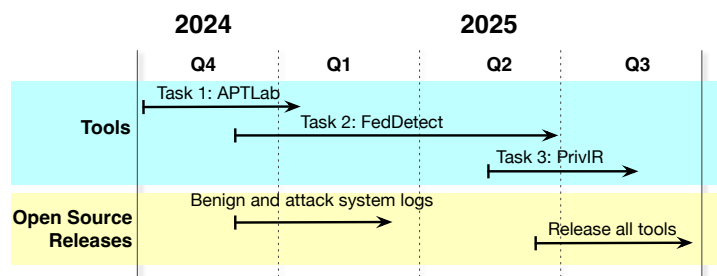 2024 2025
Q4 Q1 Q2 Q3
Task 1: APTLab
Tools
Task 2: FedDetect
Task 3: PrivIR
Benign and attack system logs
Open Source
Releases
Release all tools